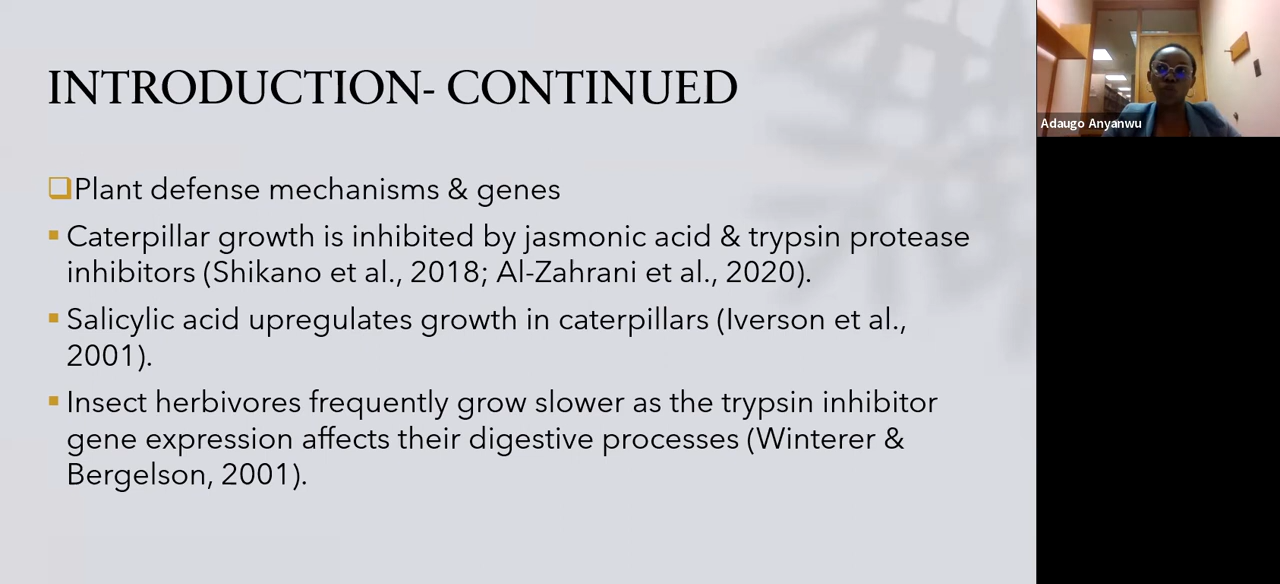 INTRODUCTION- CONTINUED
Plant defense mechanisms & genes
Caterpillar growth is inhibited by jasmonic acid & trypsin protease
inhibitors (Shikano et al., 2018; Al-Zahrani et al., 2020).
Salicylic acid upregulates growth in caterpillars (Iverson et al.,
2001).
Insect herbivores frequently grow slower as the trypsin inhibitor
gene expression affects their digestive processes (Winterer &
Bergelson, 2001).
Adaugo Anyanwu